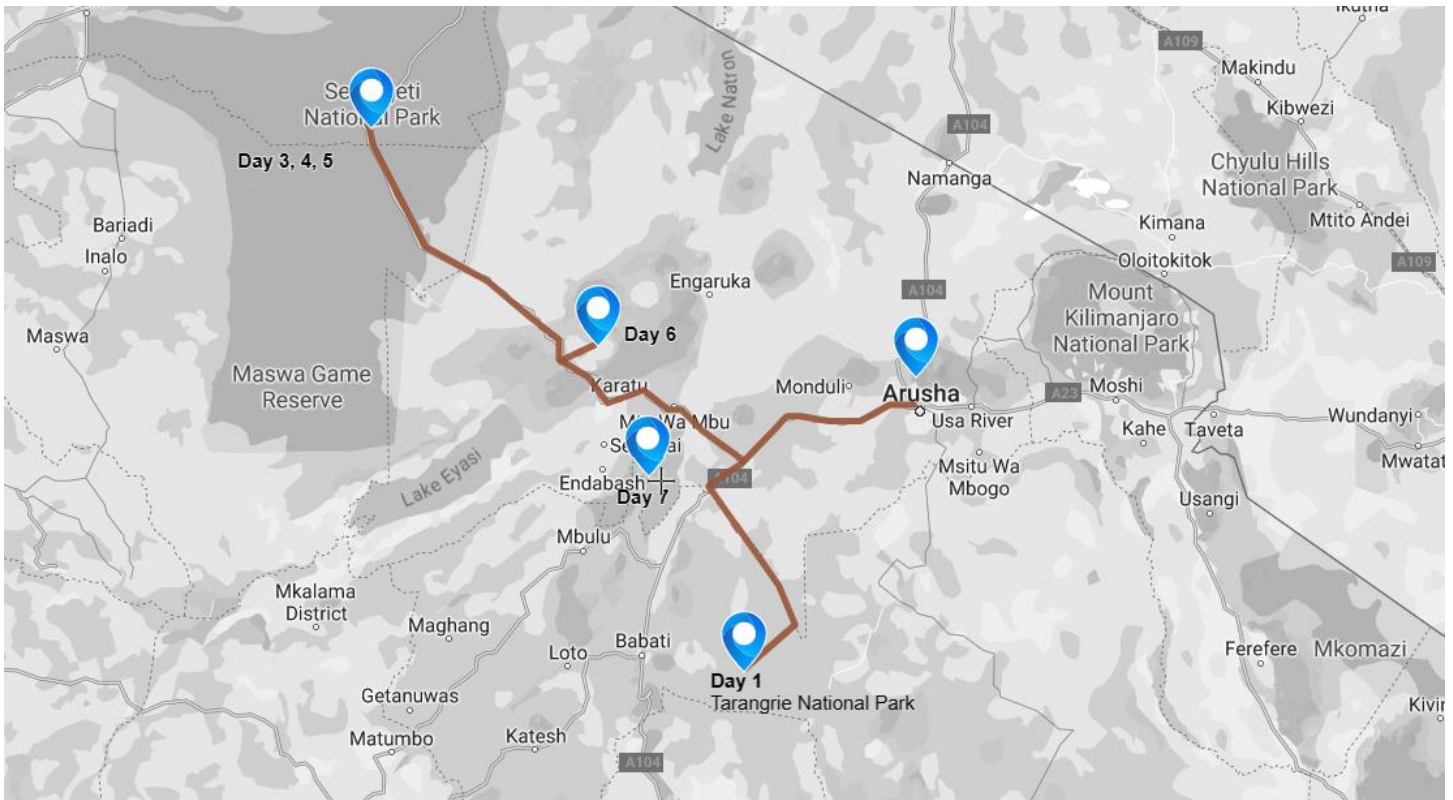 Ikutha
A109
Makindu
Kibwezi
Se eti
National Park
Lake Natron
A104
Chyulu Hills
National Park
Day 3, 4, 5
Namanga
Mtito Andei
Bariadi
Kimana
Inalo
Oloitokitok
A109
Engaruka
A104
Mount
Kilimanjaro
National Park
Day 6
Maswa
Maswa Game
Reserve
Karatu
Monduli
Arusha
A23
Moshi
Usa River
Wundanyi
Kahe
Taveta
Wa Mbu
Lake Eyasi
Endabash
A104
Day 7
Msitu Wa
Mbogo
Mwatat
Usangi
Mbulu
Mkalama
District
Maghang
Babati
Loto
Ferefere
Mkomazi
Day 1
Tarangrie National Park
Getanuwas
Kivir
Matumbo
Katesh
A104